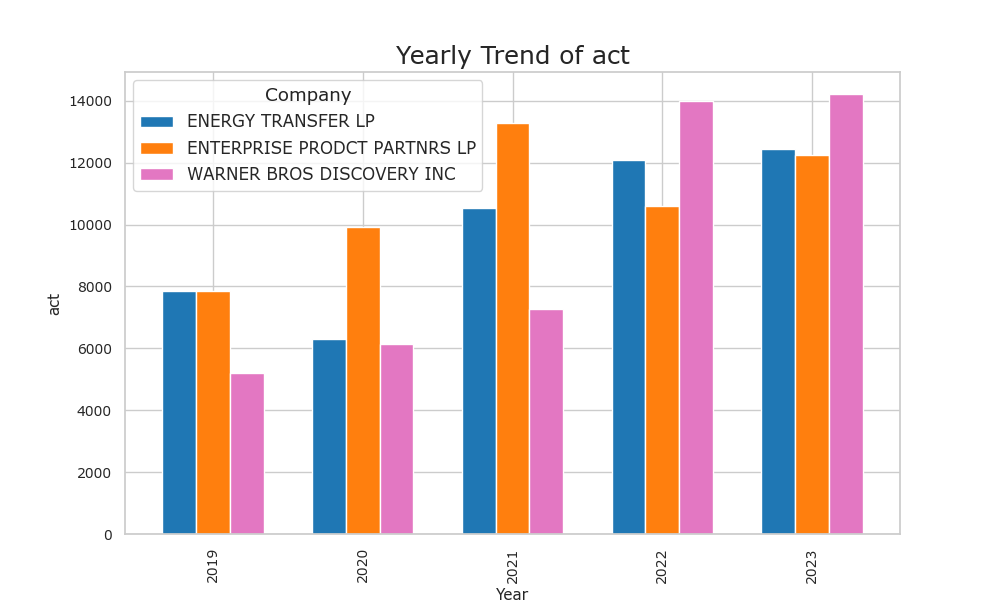 Yearly Trend of act
Company
ENERGY TRANSFER LP
ENTERPRISE PRODCT PARTNRS LP
WARNER BROS DISCOVERY INC
14000
12000
10000
8000
6000
4000
2000
0
act
2019
2020
2021
2022
2023
Year